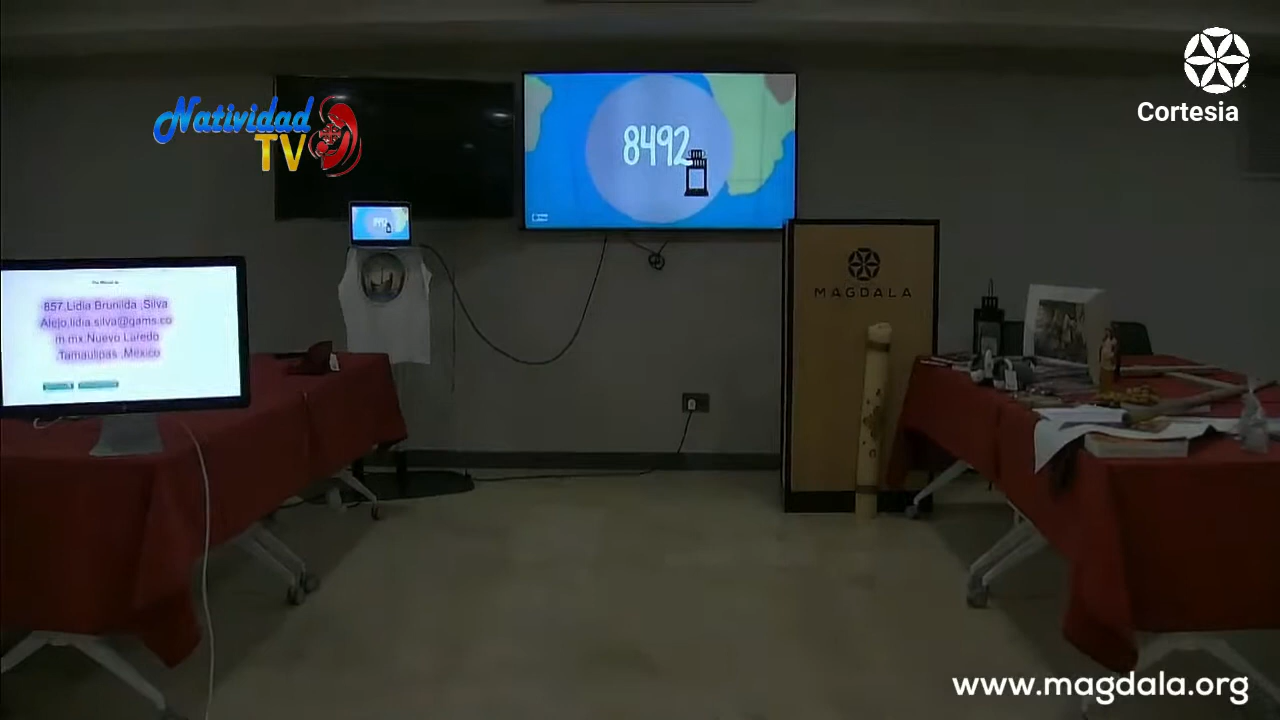 Natividad
TV
Cortesia
8492
MAGDALA
857.Lidia Brunilda ,Silva
Alejo,lidia.silva@gams.co
m.mx,Nuevo Laredo
Tamaulipas ,México
www.magdala.org